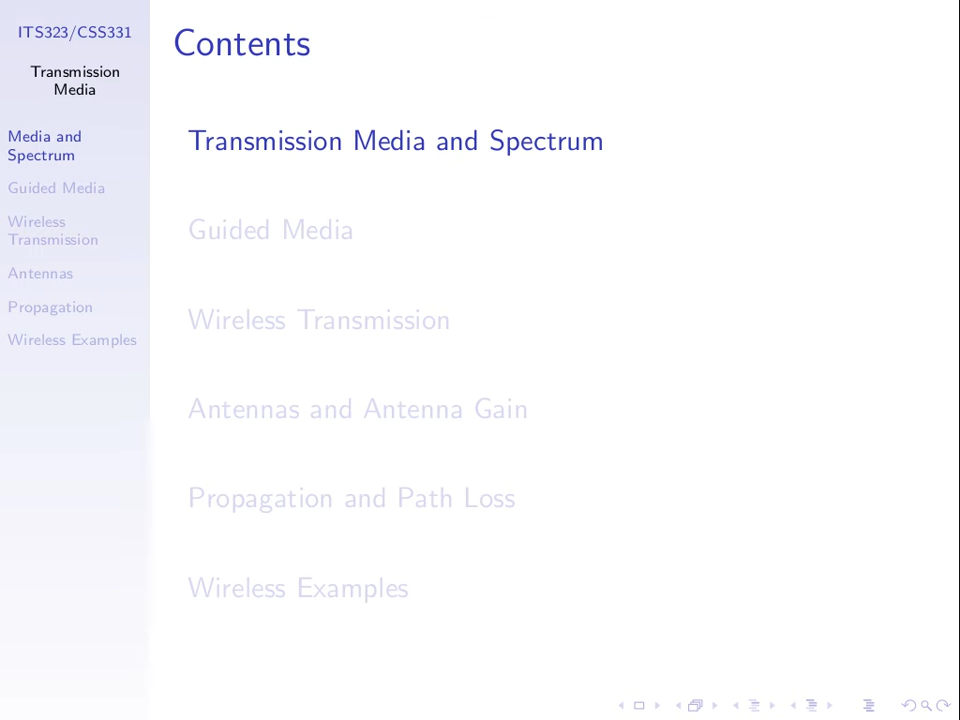 ITS323/CSS331
Transmission
Media
Media and
Spectrum
Guided Media
Wireless
Transmission
Antennas
Propagation
Wireless Examples
Contents
Transmission Media and Spectrum
Guided Media
Wireless Transmission
Antennas and Antenna Gain
Propagation and Path Loss
Wireless Examples